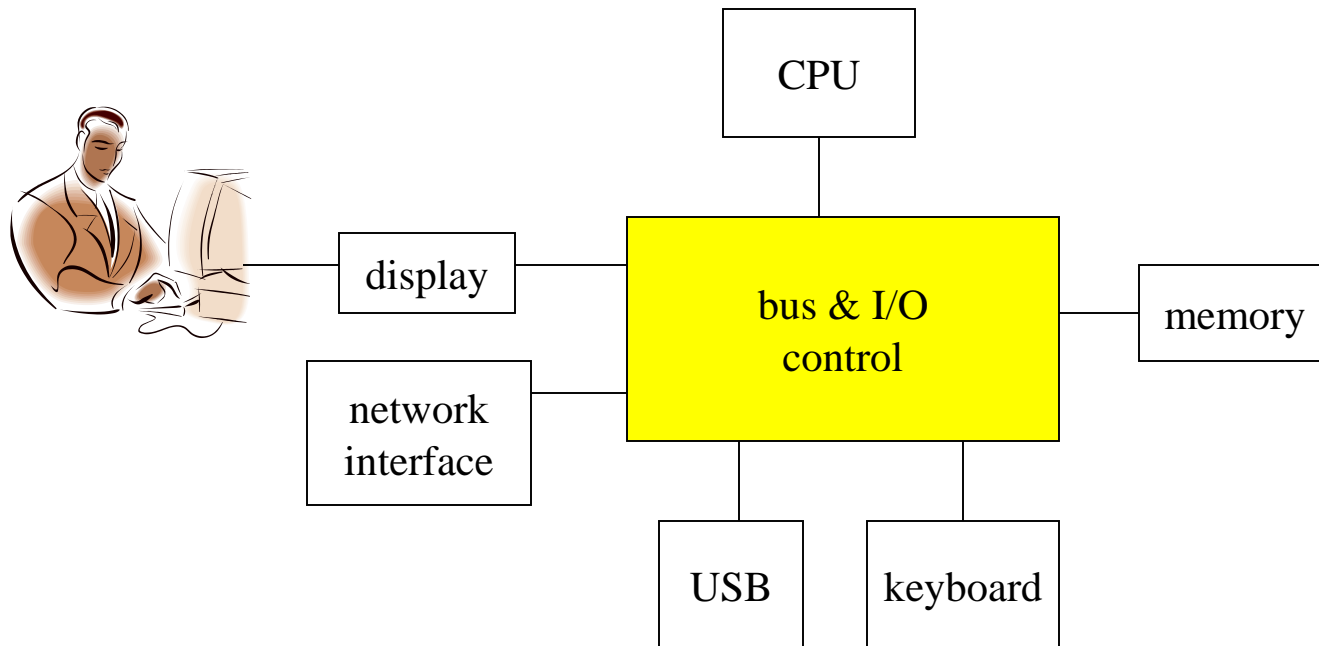 CPU
display
bus & I/O
control
memory
network
interface
USB
keyboard